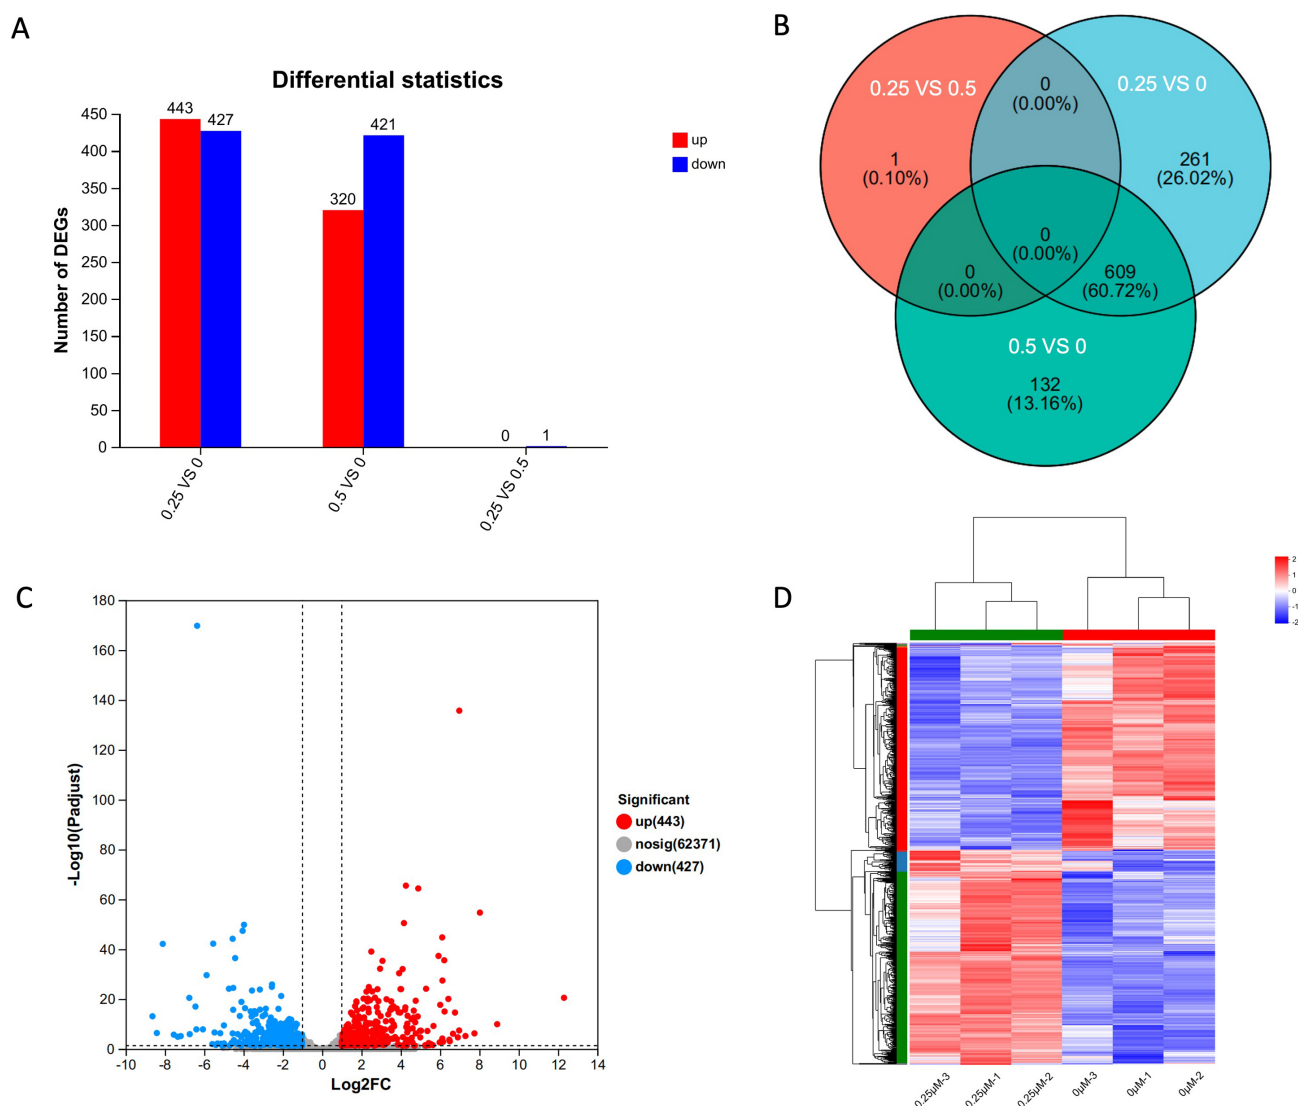 A
Differential statistics
443
427
320
421
0
1
450
400
350
300
250
200
150
100
50
0
Number of DEGs
0.25 VS 0
0.5 VS 0
0.25 VS 0.5
up
down
B
0.25 VS 0.5
0.25 VS 0
0
(0.00%)
1
(0.10%)
261
(26.02%)
0
(0.00%)
0
(0.00%)
609
(60.72%)
0.5 VS 0
132
(13.16%)
C
180
160
140
120
100
80
60
40
20
0
-Log10(Padjust)
-10 -8 -6 -4 -2 0 2 4 6 8 10 12 14
Log2FC
Significant
up(443)
nosig(62371)
down(427)
D
2
1
0
-1
-2
0.25μM-3
0.25μM-1
0.25μM-2
0μM-3
0μM-1
0μM-2